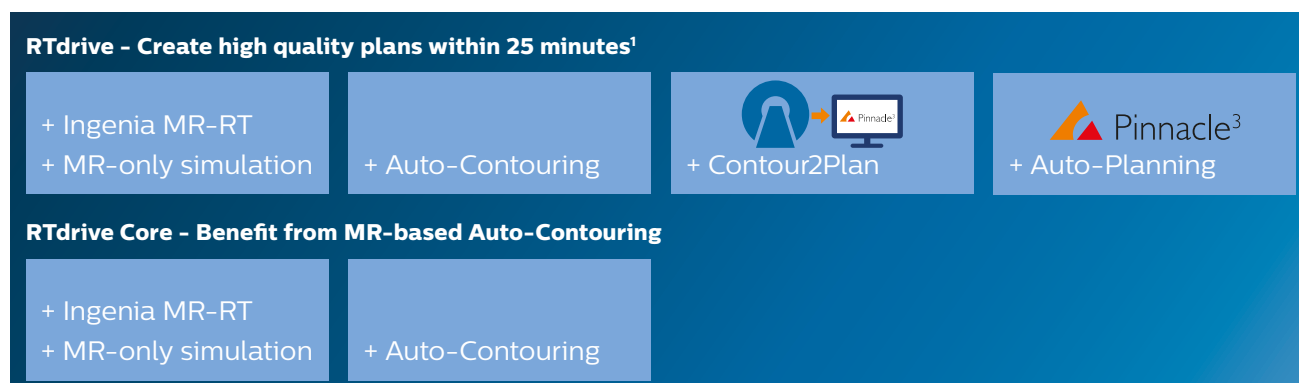 RTdrive - Create high quality plans within 25 minutes¹
+ Ingenia MR-RT
+ MR-only simulation
+ Auto-Contouring
Pinnacle³
+ Contour2Plan
Pinnacle³
+ Auto-Planning
RTdrive Core - Benefit from MR-based Auto-Contouring
+ Ingenia MR-RT
+ MR-only simulation
+ Auto-Contouring